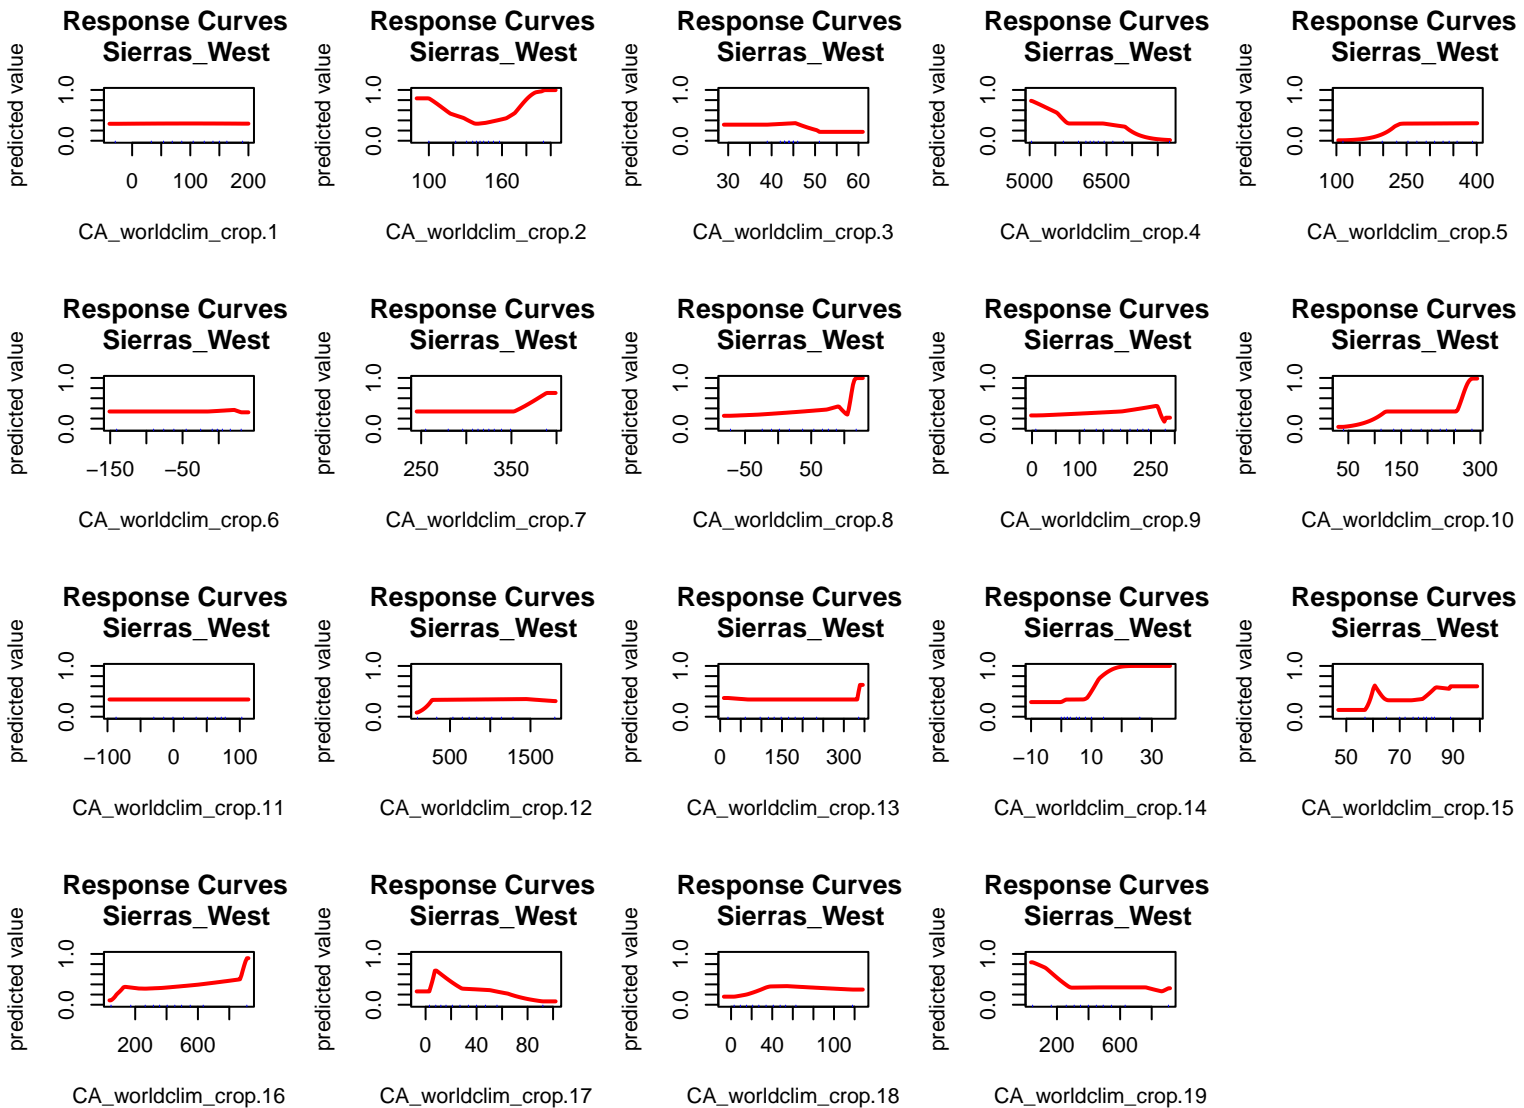 Response Curves
Sierras_West
predicted value
0.0 1.0
0 100 200
CA_worldclim_crop.1
Response Curves
Sierras_West
predicted value
0.0 1.0
100 160
CA_worldclim_crop.2
Response Curves
Sierras_West
predicted value
0.0 1.0
30 40 50 60
CA_worldclim_crop.3
Response Curves
Sierras_West
predicted value
0.0 1.0
5000 6500
CA_worldclim_crop.4
Response Curves
Sierras_West
predicted value
0.0 1.0
100 250 400
CA_worldclim_crop.5
Response Curves
Sierras_West
predicted value
0.0 1.0
−150 −50
CA_worldclim_crop.6
Response Curves
Sierras_West
predicted value
0.0 1.0
250 350
CA_worldclim_crop.7
Response Curves
Sierras_West
predicted value
0.0 1.0
−50 50
CA_worldclim_crop.8
Response Curves
Sierras_West
predicted value
0.0 1.0
0 100 250
CA_worldclim_crop.9
Response Curves
Sierras_West
predicted value
0.0 1.0
50 150 300
CA_worldclim_crop.10
Response Curves
Sierras_West
predicted value
0.0 1.0
−100 0 100
CA_worldclim_crop.11
Response Curves
Sierras_West
predicted value
0.0 1.0
500 1500
CA_worldclim_crop.12
Response Curves
Sierras_West
predicted value
0.0 1.0
0 150 300
CA_worldclim_crop.13
Response Curves
Sierras_West
predicted value
0.0 1.0
−10 10 30
CA_worldclim_crop.14
Response Curves
Sierras_West
predicted value
0.0 1.0
50 70 90
CA_worldclim_crop.15
Response Curves
Sierras_West
predicted value
0.0 1.0
200 600
CA_worldclim_crop.16
Response Curves
Sierras_West
predicted value
0.0 1.0
0 40 80
CA_worldclim_crop.17
Response Curves
Sierras_West
predicted value
0.0 1.0
0 40 100
CA_worldclim_crop.18
Response Curves
Sierras_West
predicted value
0.0 1.0
200 600
CA_worldclim_crop.19